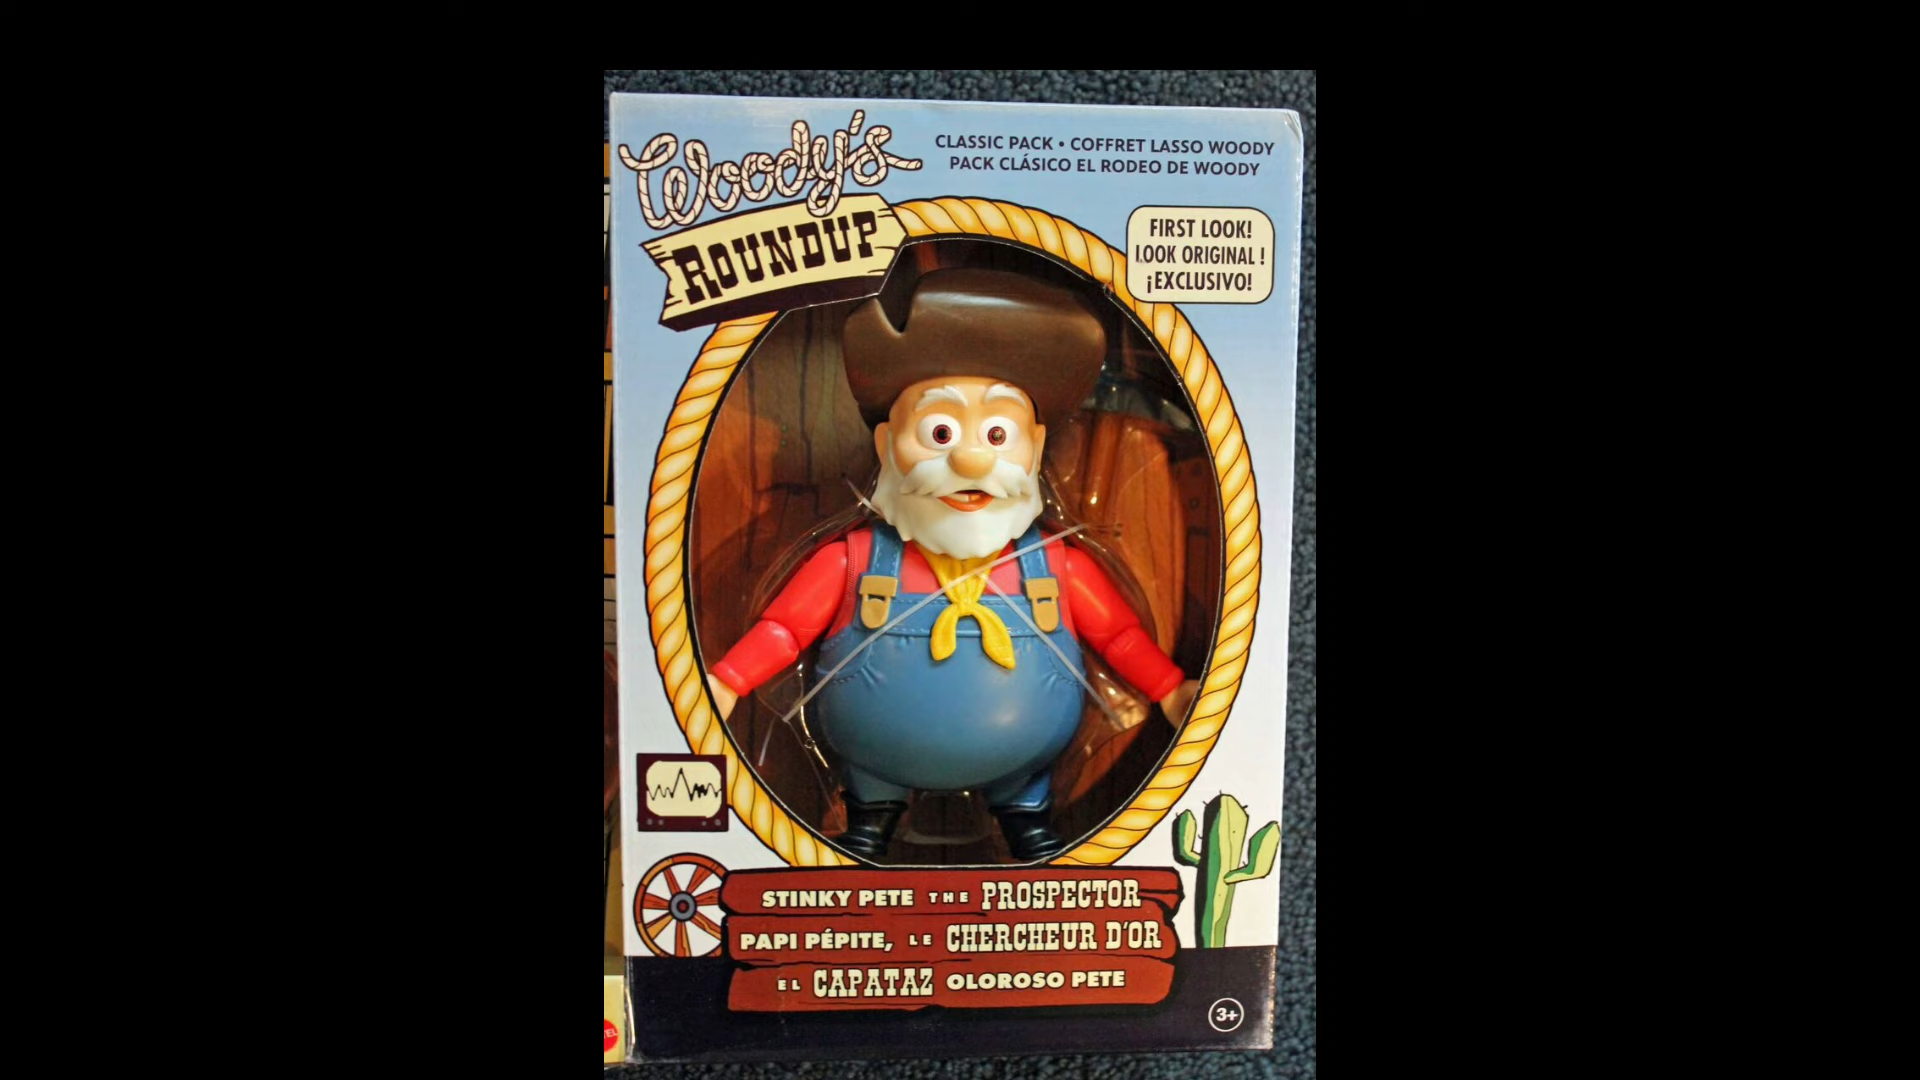 Woody's
ROUNDUP
CLASSIC PACK • COFFRET LASSO WOODY
PACK CLÁSICO EL RODEO DE WOODY
FIRST LOOK!
LOOK ORIGINAL !
¡EXCLUSIVO!
STINKY PETE THE PROSPECTOR
PAPI PÉPITE, LE CHERCHEUR D'OR
EL CAPATAZ OLOROSO PETE
3+